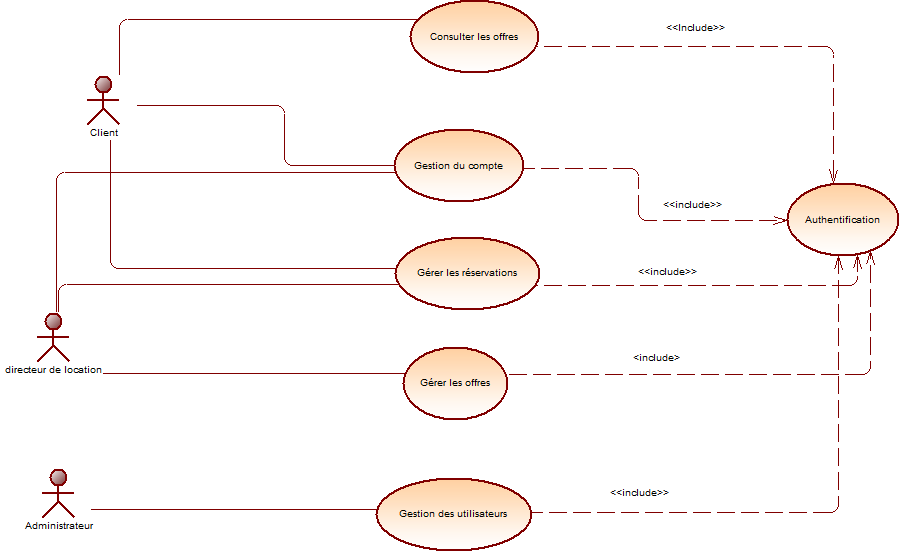 Consulter les offres
<<Include>>
Client
Gestion du compte
<<include>>
Authentification
Gérer les réservations
<<include>>
directeur de location
Gérer les offres
<include>
Administrateur
Gestion des utilisateurs
<<include>>